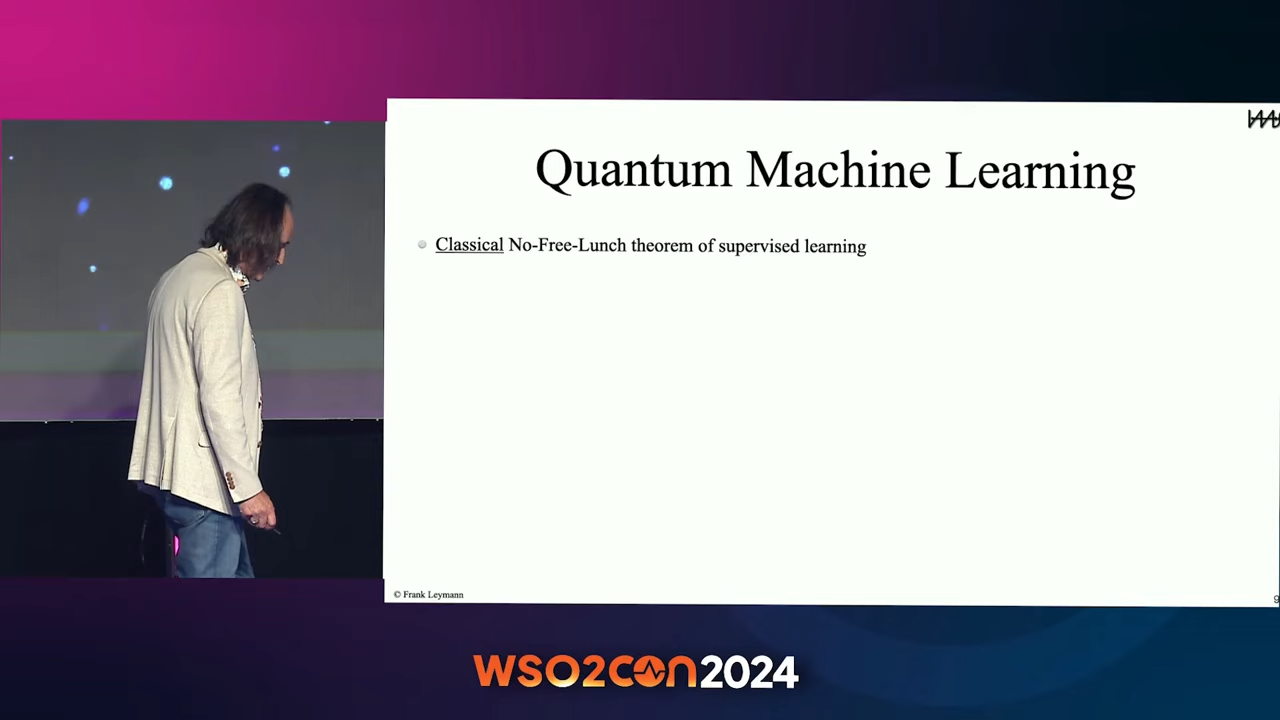 Quantum Machine Learning
Classical No-Free-Lunch theorem of supervised learning
© Frank Leymann
WSO2CON2024